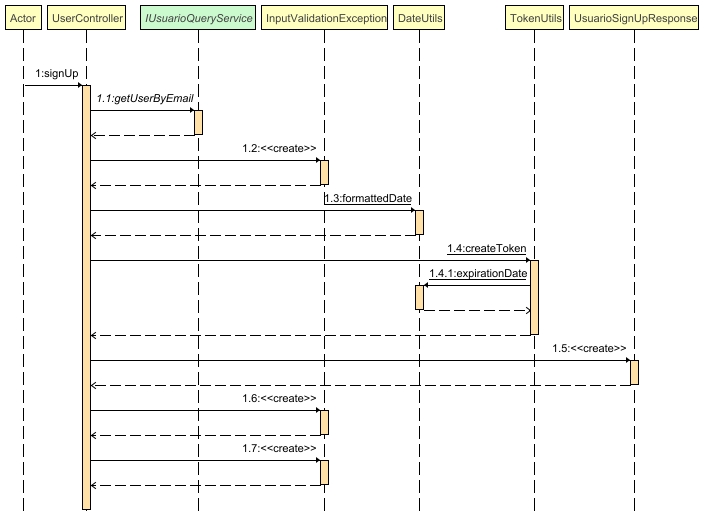 Actor
UserController
IUsuarioQueryService
InputValidationException
DateUtils
TokenUtils
UsuarioSignUpResponse
1:signUp
1.1:getUserByEmail
1.2:<<create>>
1.3:formattedDate
1.4:createToken
1.4.1:expirationDate
1.5:<<create>>
1.6:<<create>>
1.7:<<create>>